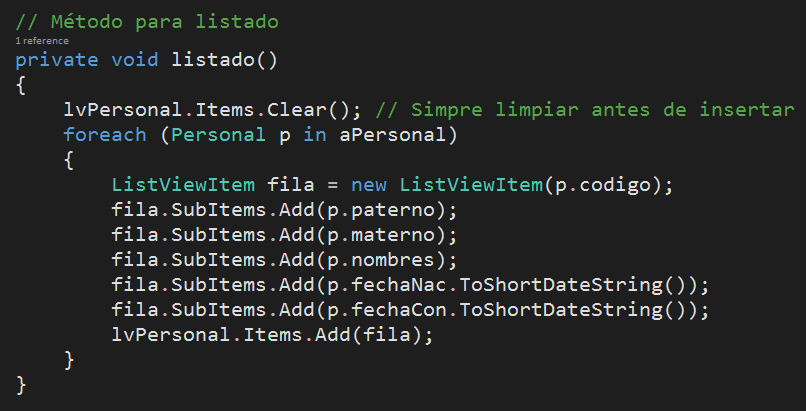 // Método para listado
1 reference
private void listado()
{
    lvPersonal.Items.Clear(); // Simpre limpiar antes de insertar
    foreach (Personal p in aPersonal)
    {
        ListViewItem fila = new ListViewItem(p.codigo);
        fila.SubItems.Add(p.paterno);
        fila.SubItems.Add(p.materno);
        fila.SubItems.Add(p.nombres);
        fila.SubItems.Add(p.fechaNac.ToShortDateString());
        fila.SubItems.Add(p.fechaCon.ToShortDateString());
        lvPersonal.Items.Add(fila);
    }
}